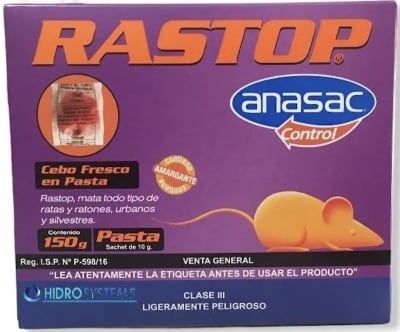 RASTOP®
anasac
Control
Cebo Fresco
en Pasta
CONTIENE
AMARGANTE
Rastop, mata todo tipo de
ratas y ratones, urbanos
y silvestres.
Contenido
150g
Pasta
Sachet de 10 g.
Reg. I.S.P. Nº P-598/16
VENTA GENERAL
"LEA ATENTAMENTE LA ETIQUETA ANTES DE USAR EL PRODUCTO"
HIDROSYSTEMS
CLASE III
LIGERAMENTE PELIGROSO